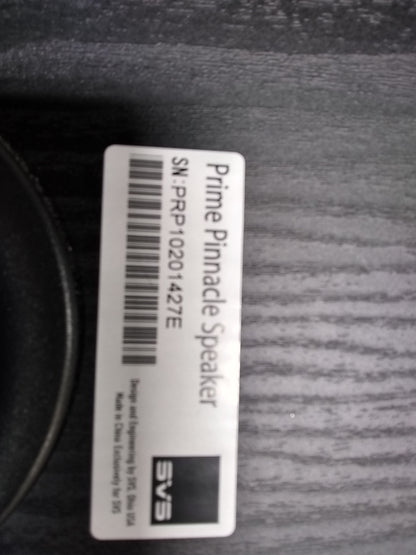 Prime Pinnacle Speaker
SN:PRP10201427E
Design and Engineering by SVS, Ohio USA
Made in China Exclusively for SVS
SVS